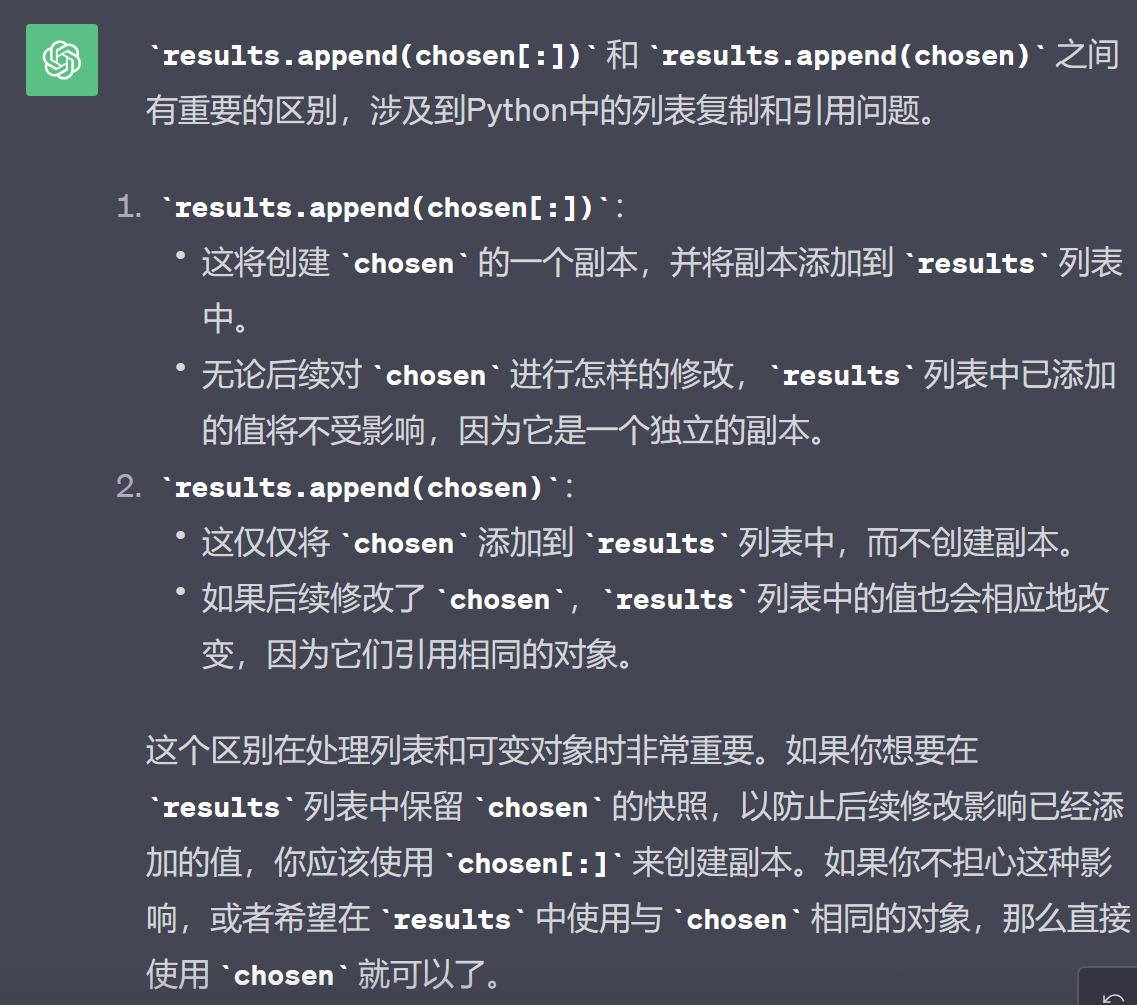 `results.append(chosen[:])` 和 `results.append(chosen)` 之间
有重要的区别，涉及到Python中的列表复制和引用问题。
1. `results.append(chosen[:])`：
• 这将创建 `chosen` 的一个副本，并将副本添加到 `results` 列表
中。
• 无论后续对 `chosen` 进行怎样的修改，`results` 列表中已添加
的值将不受影响，因为它是一个独立的副本。
2. `results.append(chosen)`：
• 这仅仅将 `chosen` 添加到 `results` 列表中，而不创建副本。
• 如果后续修改了 `chosen`，`results` 列表中的值也会相应地改
变，因为它们引用相同的对象。
这个区别在处理列表和可变对象时非常重要。如果你想要在
`results` 列表中保留 `chosen` 的快照，以防止后续修改影响已经添
加的值，你应该使用 `chosen[:]` 来创建副本。如果你不担心这种影
响，或者希望在 `results` 中使用与 `chosen` 相同的对象，那么直接
使用 `chosen` 就可以了。